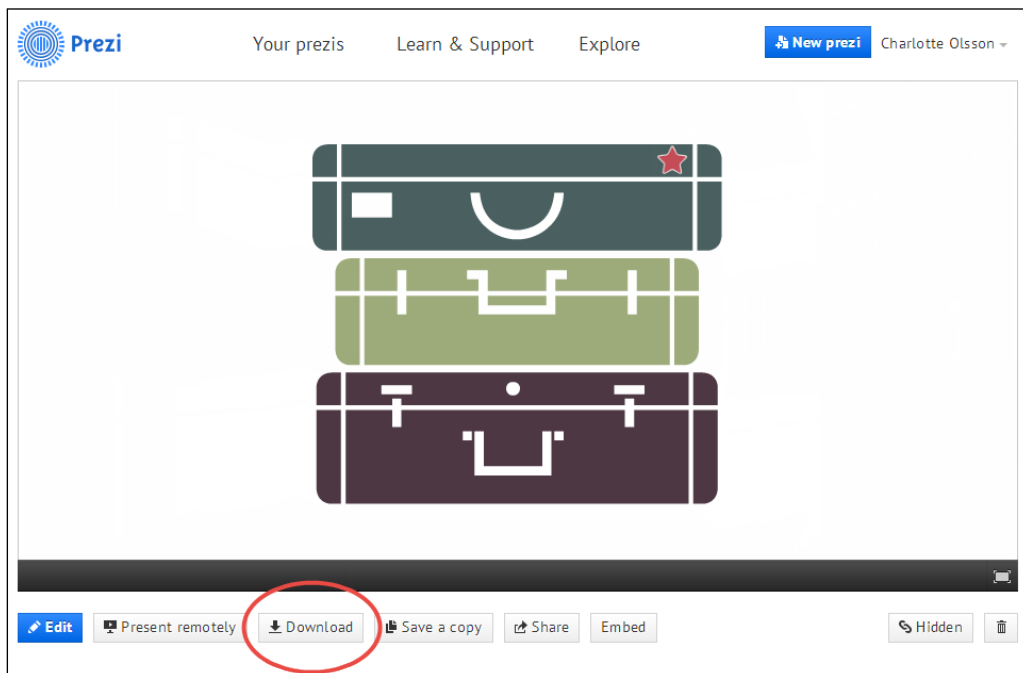 Prezi Your prezis Learn & Support Explore New prezi Charlotte Olsson
Edit Present remotely Download Save a copy Share Embed Hidden